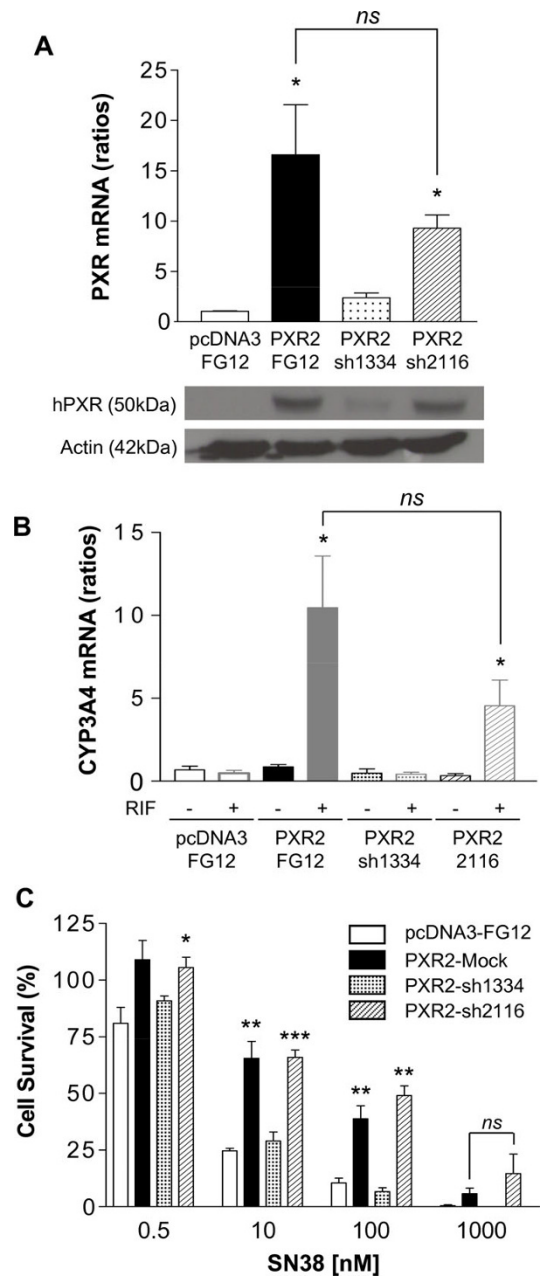 A
ns
PXR mRNA (ratios)
25
20
15
10
5
0
*
*
pcDNA3 FG12
PXR2 FG12
PXR2 sh1334
PXR2 sh2116
hPXR (50kDa)
Actin (42kDa)
B
ns
CYP3A4 mRNA (ratios)
15
10
5
0
*
*
RIF - + - + - + - +
pcDNA3 FG12
PXR2 FG12
PXR2 sh1334
PXR2 2116
C
Cell Survival (%)
125
100
75
50
25
0
pcDNA3-FG12
PXR2-Mock
PXR2-sh1334
PXR2-sh2116
*
** ***
** **
ns
0.5 10 100 1000
SN38 [nM]